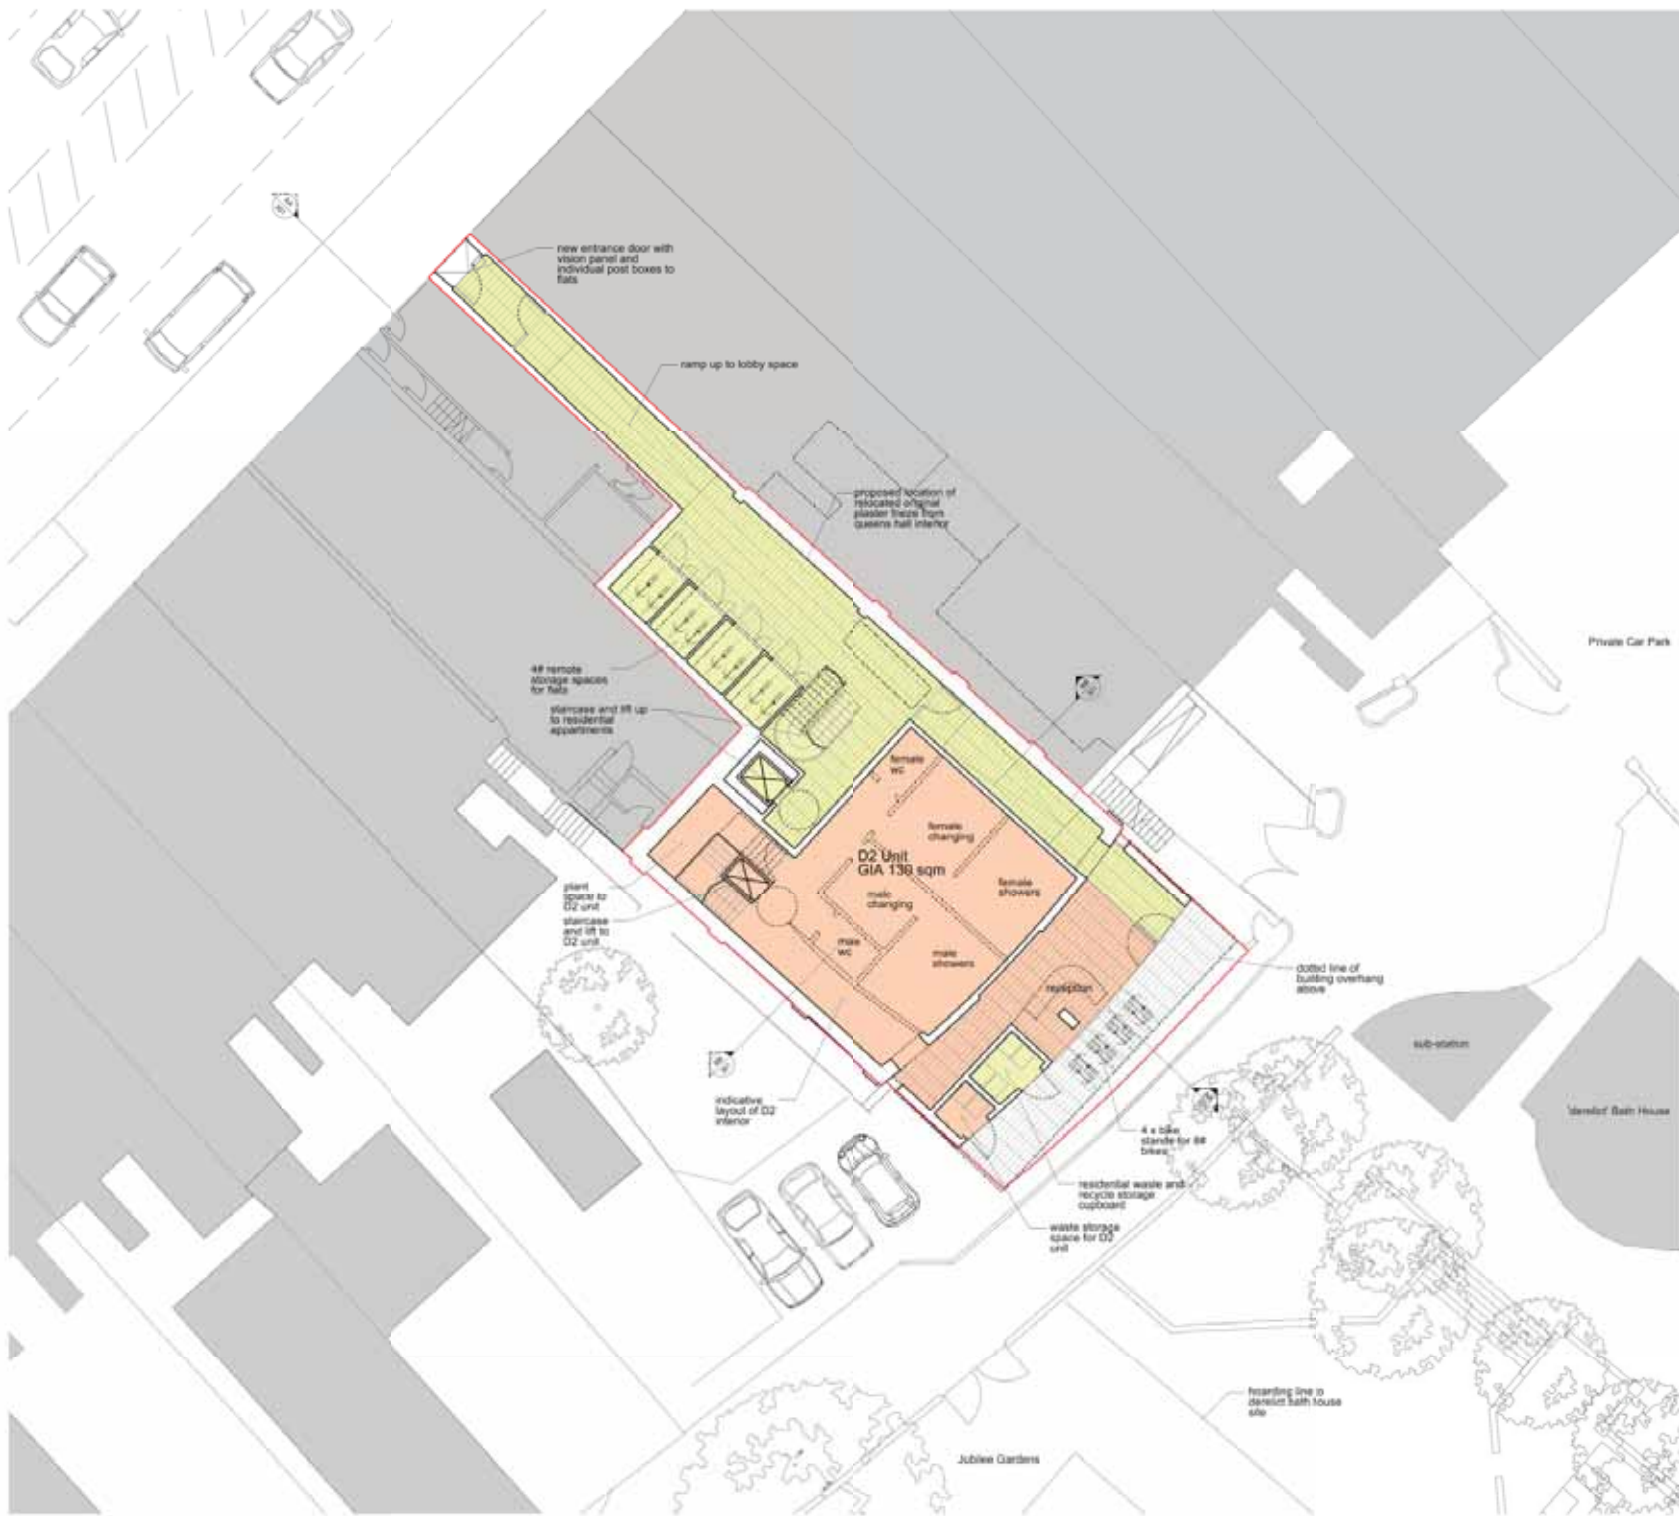 new entrance door with
vision panel and
individual post boxes to
flats
ramp up to lobby space
proposed location of
relocated original
plaster frieze from
queens hall interior
Private Car Park
4# remote
storage spaces
for flats
staircase and lift up
to residential
appartments
female
wc
female
changing
D2 Unit
GIA 130 sqm
female
showers
male
changing
plant
space to
D2 unit
staircase
and lift to
D2 unit
male
wc
male
showers
reception
dotted line of
building overhang
above
sub-station
indicative
layout of D2
interior
'derelict' Bath House
4 x bike
stands for 8#
bikes
residential waste and
recycle storage
cupboard
waste storage
space for D2
unit
hoarding line to
derelict bath house
site
Jubilee Gardens